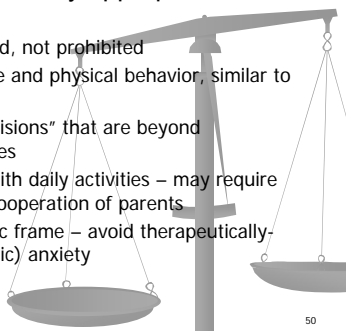 d, not prohibited
e and physical behavior, similar to
isions" that are beyond
es
ith daily activities – may require
ooperation of parents
c frame – avoid therapeutically-
ic) anxiety
50